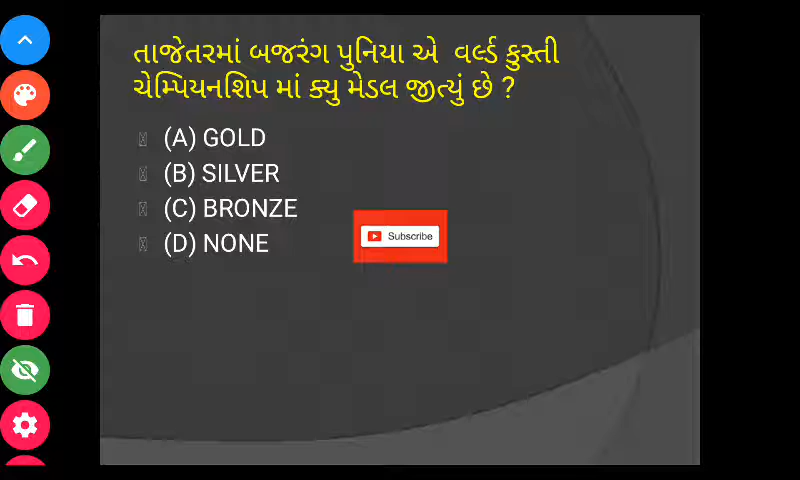 તાજેતરમાં બજરંગ પુનિયા એ વર્લ્ડ કુસ્તી
ચેમ્પિયનશિપ માં ક્યુ મેડલ જીત્યું છે ?
(A) GOLD
(B) SILVER
(C) BRONZE
(D) NONE
Subscribe